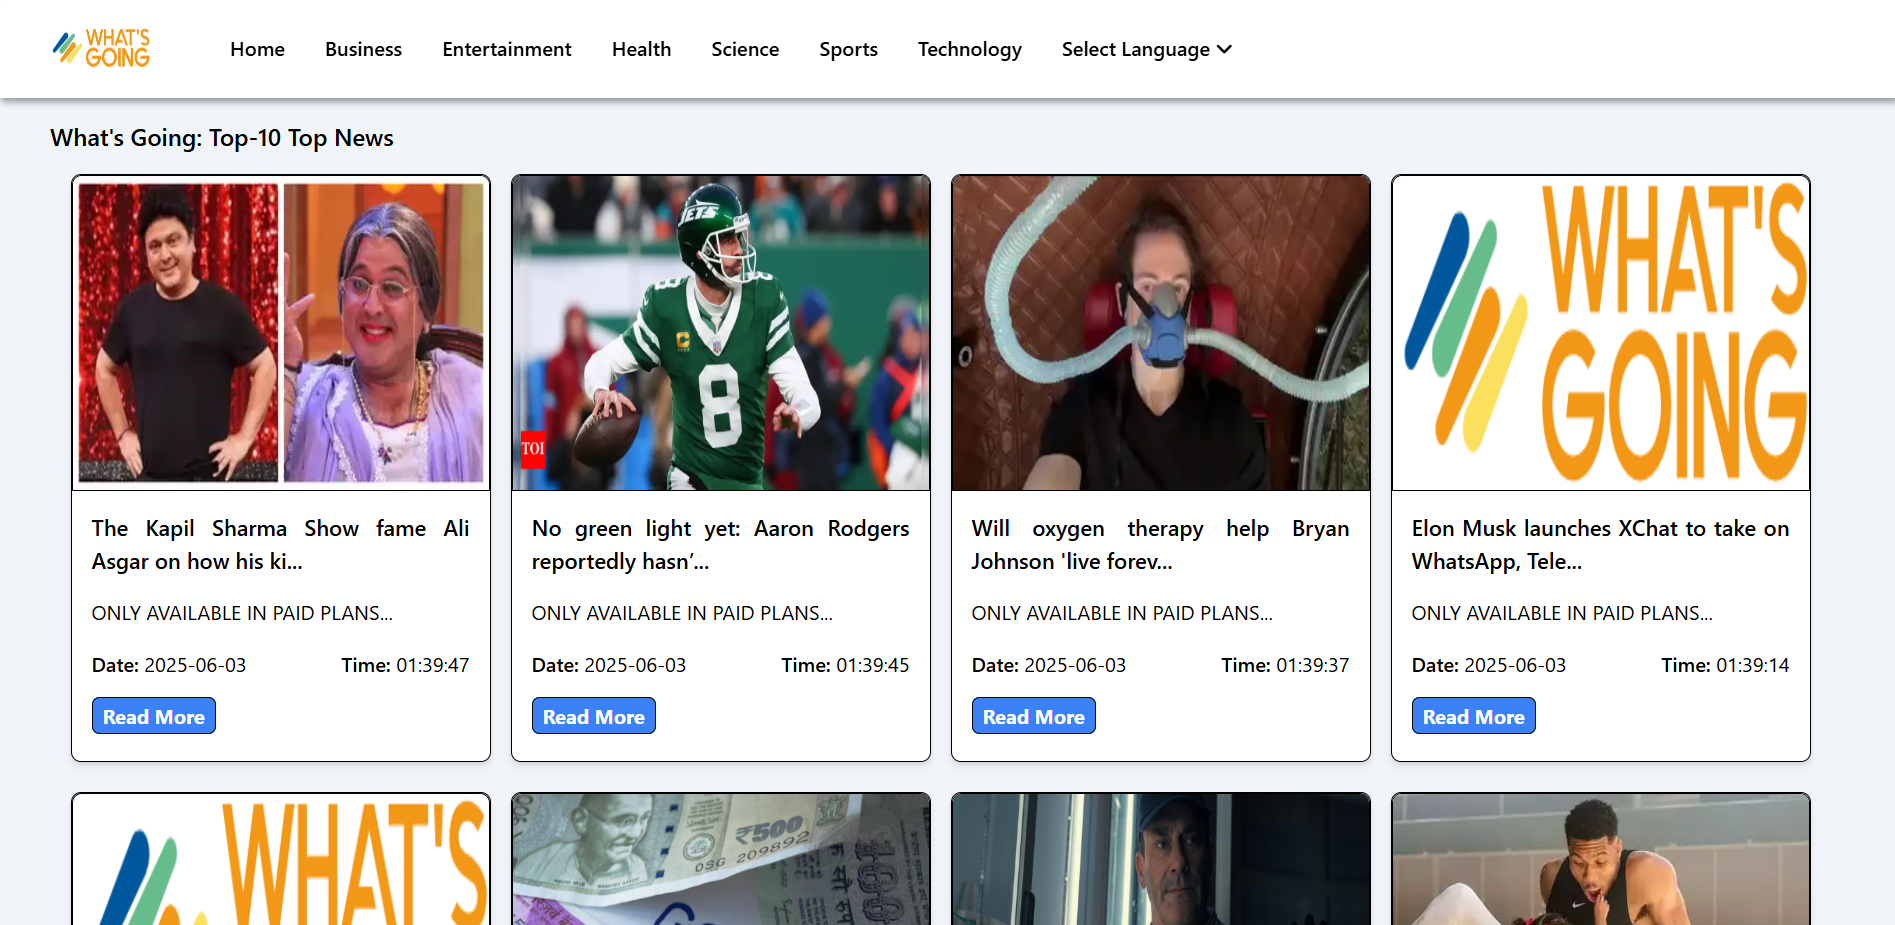 WHAT'S
GOING
Home Business Entertainment Health Science Sports Technology Select Language
What's Going: Top-10 Top News
JETS
8
8
C
TOI
WHAT'S
GOING
The Kapil Sharma Show fame Ali
Asgar on how his ki...
ONLY AVAILABLE IN PAID PLANS...
Date: 2025-06-03 Time: 01:39:47
Read More
No green light yet: Aaron Rodgers
reportedly hasn’...
ONLY AVAILABLE IN PAID PLANS...
Date: 2025-06-03 Time: 01:39:45
Read More
Will oxygen therapy help Bryan
Johnson 'live forev...
ONLY AVAILABLE IN PAID PLANS...
Date: 2025-06-03 Time: 01:39:37
Read More
Elon Musk launches XChat to take on
WhatsApp, Tele...
ONLY AVAILABLE IN PAID PLANS...
Date: 2025-06-03 Time: 01:39:14
Read More
WHAT'S
₹500
0SG 209892